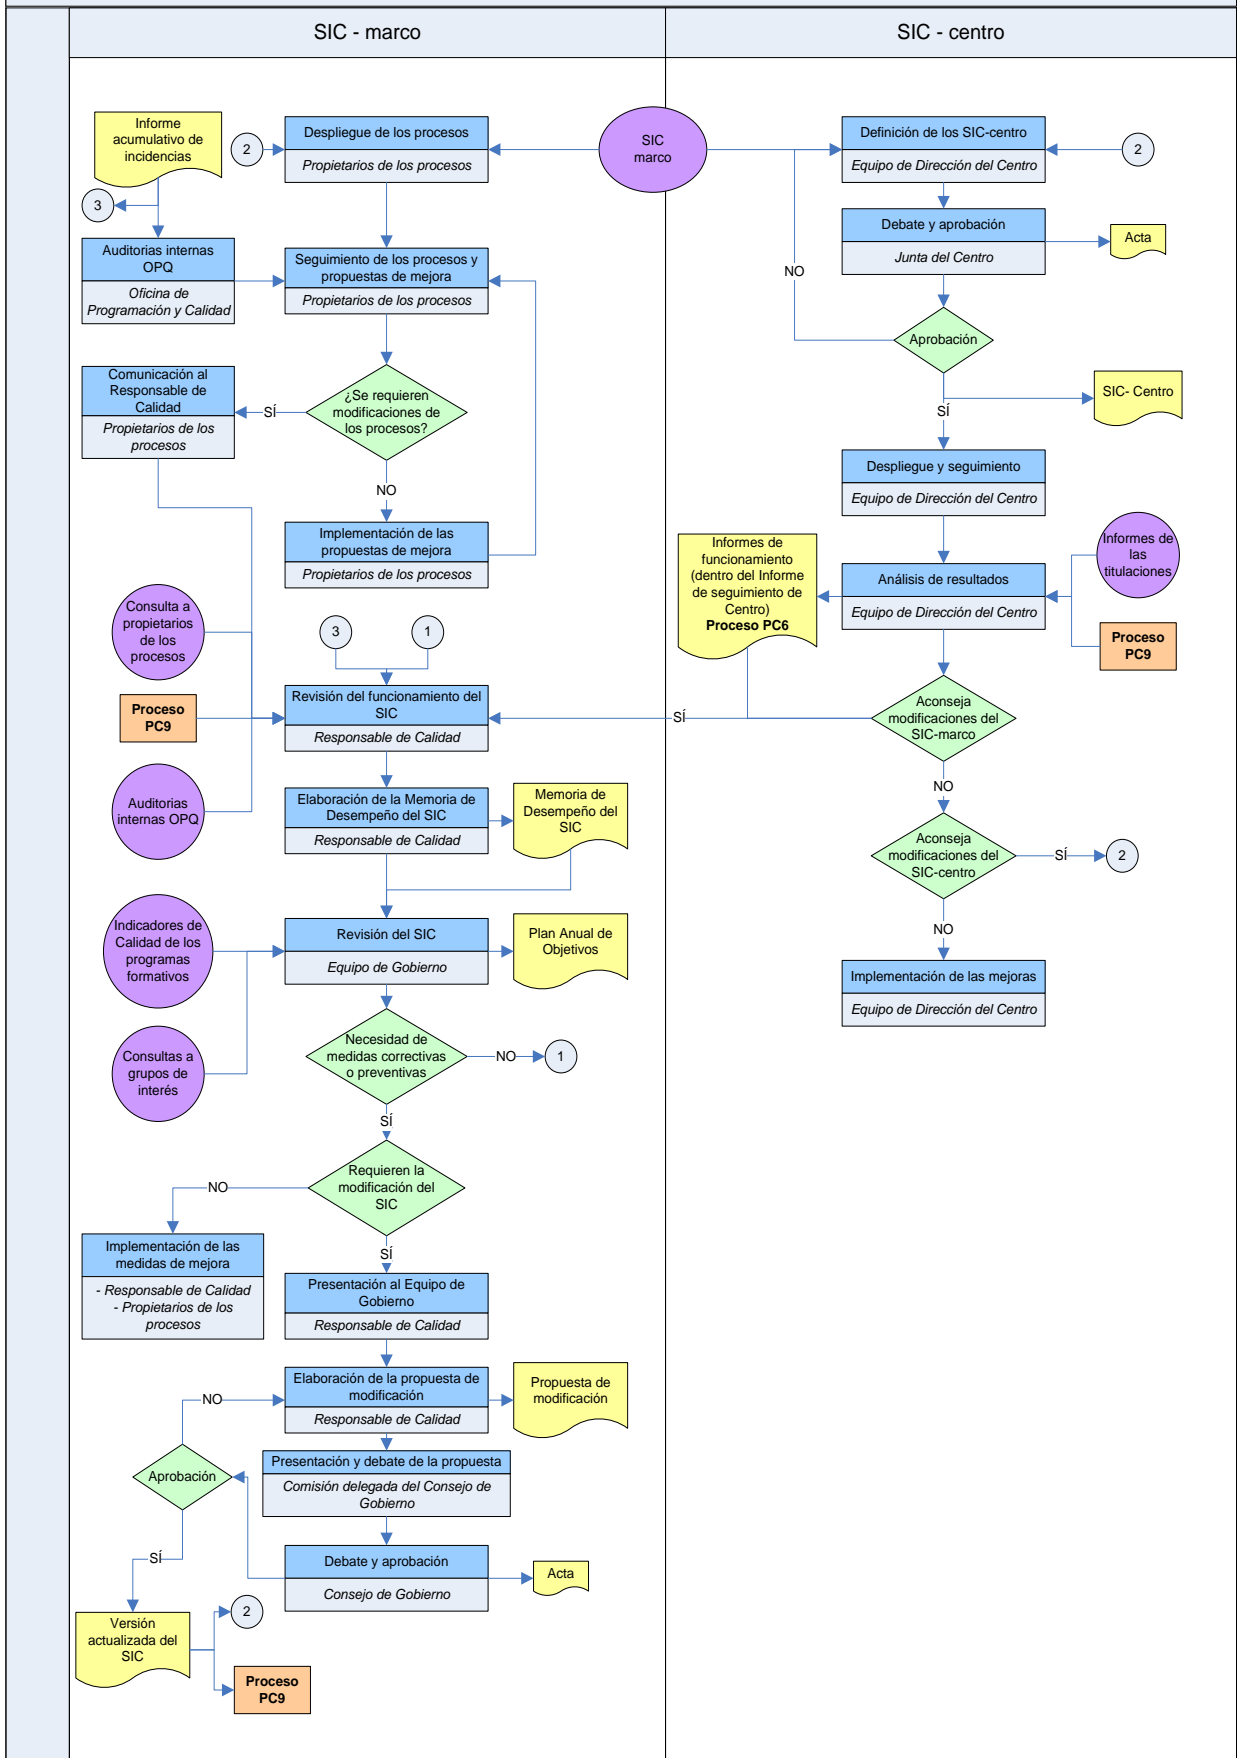 SIC - marco
SIC - centro
Informe
acumulativo de
incidencias
2
Despliegue de los procesos
Propietarios de los procesos
SIC
marco
Definición de los SIC-centro
Equipo de Dirección del Centro
2
3
Auditorias internas
OPQ
Oficina de
Programación y Calidad
Seguimiento de los procesos y
propuestas de mejora
Propietarios de los procesos
Debate y aprobación
Junta del Centro
Acta
NO
Aprobación
Comunicación al
Responsable de
Calidad
Propietarios de los
procesos
SÍ
¿Se requieren
modificaciones de
los procesos?
SIC- Centro
SÍ
NO
Despliegue y seguimiento
Equipo de Dirección del Centro
Implementación de las
propuestas de mejora
Propietarios de los procesos
Informes de
funcionamiento
(dentro del Informe
de seguimiento de
Centro)
Proceso PC6
Análisis de resultados
Equipo de Dirección del Centro
Informes de
las
titulaciones
Proceso
PC9
Consulta a
propietarios
de los
procesos
3
1
Proceso
PC9
Revisión del funcionamiento del
SIC
Responsable de Calidad
SÍ
Aconseja
modificaciones del
SIC-marco
NO
Auditorias
internas OPQ
Elaboración de la Memoria de
Desempeño del SIC
Responsable de Calidad
Memoria de
Desempeño del
SIC
Aconseja
modificaciones del
SIC-centro
SÍ
2
NO
Indicadores de
Calidad de los
programas
formativos
Revisión del SIC
Equipo de Gobierno
Plan Anual de
Objetivos
Implementación de las mejoras
Equipo de Dirección del Centro
Consultas a
grupos de
interés
Necesidad de
medidas correctivas
o preventivas
NO
1
SÍ
Requieren la
modificación del
SIC
NO
SÍ
Implementación de las
medidas de mejora
- Responsable de Calidad
- Propietarios de los
procesos
Presentación al Equipo de
Gobierno
Responsable de Calidad
NO
Elaboración de la propuesta de
modificación
Responsable de Calidad
Propuesta de
modificación
Aprobación
Presentación y debate de la propuesta
Comisión delegada del Consejo de
Gobierno
SÍ
Debate y aprobación
Consejo de Gobierno
Acta
Versión
actualizada del
SIC
2
Proceso
PC9